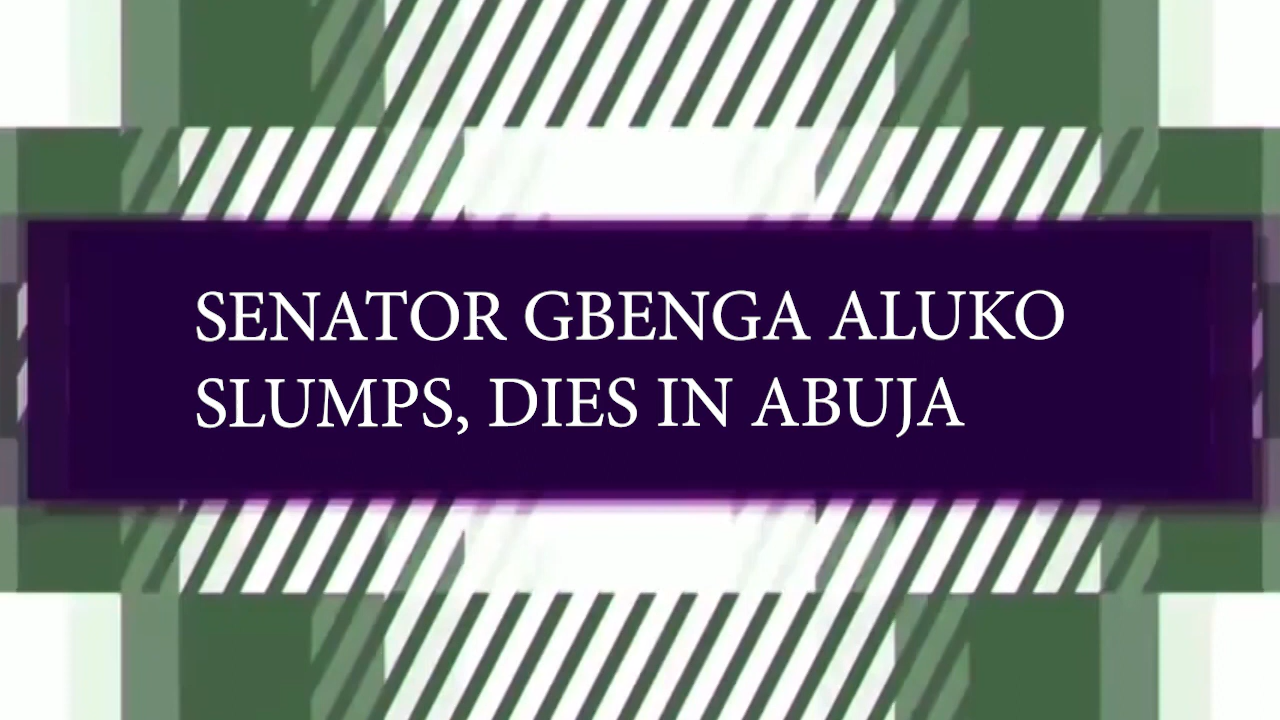 SENATOR GBENGA ALUKO
SLUMPS, DIES IN ABUJA